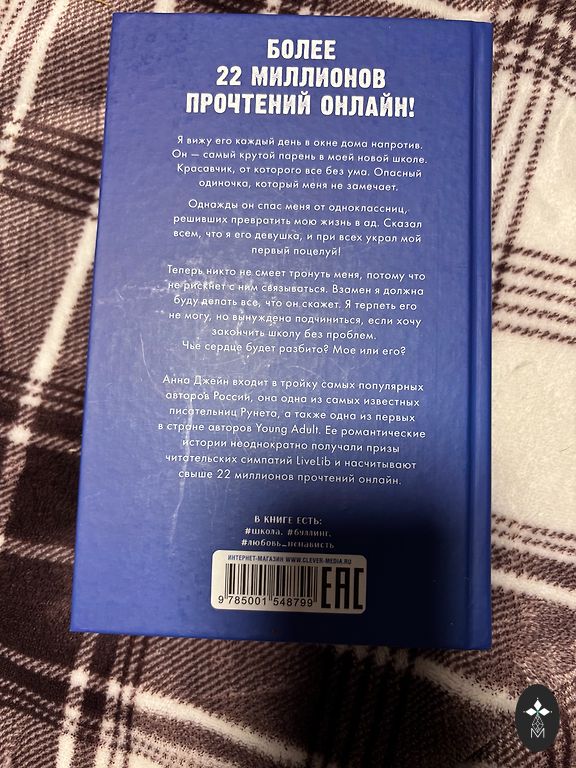 БОЛЕЕ
22 МИЛЛИОНОВ
ПРОЧТЕНИЙ ОНЛАЙН!
Я вижу его каждый день в окне дома напротив.
Он — самый крутой парень в моей новой школе.
Красавчик, от которого все без ума. Опасный
одиночка, который меня не замечает.
Однажды он спас меня от одноклассниц,
решивших превратить мою жизнь в ад. Сказал
всем, что я его девушка, и при всех украл мой
первый поцелуй!
Теперь никто не смеет тронуть меня, потому что
не рискнет с ним связываться. Взамен я должна
буду делать все, что он скажет. Я терпеть его
не могу, но вынуждена подчиниться, если хочу
закончить школу без проблем.
Чье сердце будет разбито? Мое или его?
Анна Джейн входит в тройку самых популярных
авторов России, она одна из самых известных
писательниц Рунета, а также одна из первых
в стране авторов Young Adult. Ее романтические
истории неоднократно получали призы
читательских симпатий LiveLib и насчитывают
свыше 22 миллионов прочтений онлайн.
В КНИГЕ ЕСТЬ:
#школа, #буллинг,
#любовь_ненависть
ИНТЕРНЕТ-МАГАЗИН WWW.CLEVER-MEDIA.RU
9 785001 548799
EAC
M